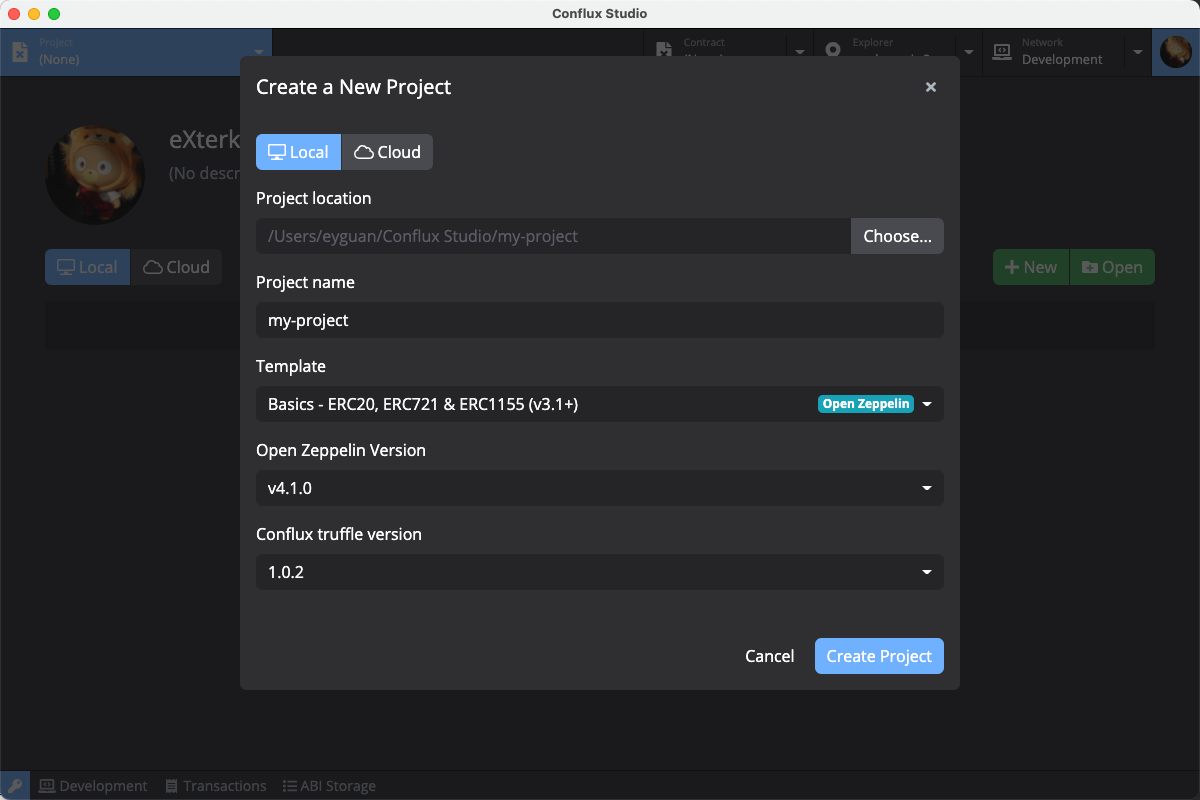 Conflux Studio
Project
(None)
Contract
Explorer
Network
Development
Create a New Project
Local
Cloud
Project location
/Users/eyguan/Conflux Studio/my-project
Choose...
Project name
my-project
Template
Basics - ERC20, ERC721 & ERC1155 (v3.1+)
Open Zeppelin
Open Zeppelin Version
v4.1.0
Conflux truffle version
1.0.2
Cancel
Create Project
eXterk
(No descr
Local
Cloud
New
Open
Development
Transactions
ABI Storage